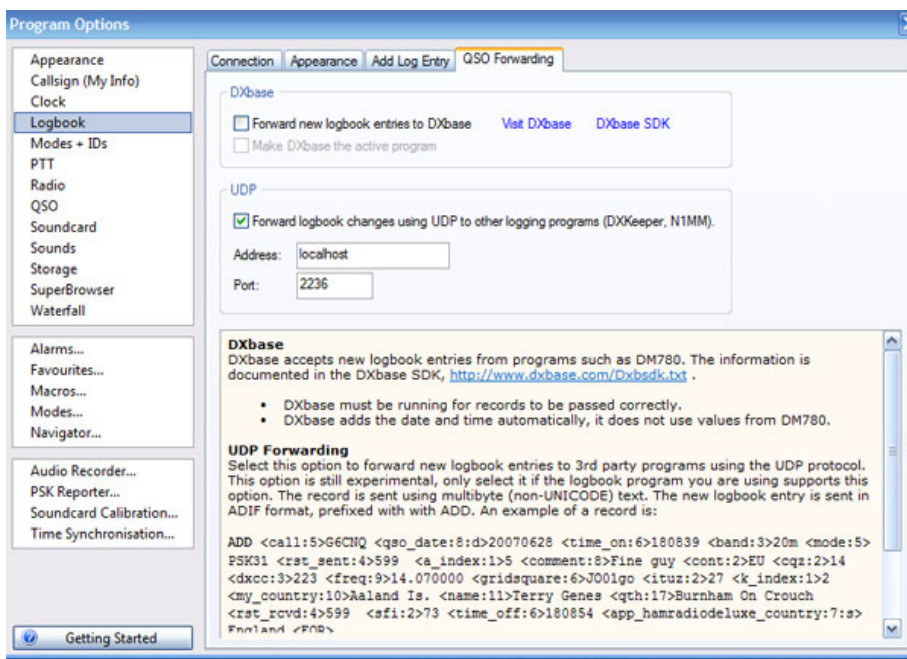 Program Options
Appearance
Callsign (My Info)
Clock
Logbook
Modes + IDs
PTT
Radio
QSO
Soundcard
Sounds
Storage
SuperBrowser
Waterfall
Alarms...
Favourites...
Macros...
Modes...
Navigator...
Audio Recorder...
PSK Reporter...
Soundcard Calibration...
Time Synchronisation...
Getting Started
Connection Appearance Add Log Entry QSO Forwarding
DXbase
Forward new logbook entries to DXbase Visit DXbase DXbase SDK
Make DXbase the active program
UDP
Forward logbook changes using UDP to other logging programs (DXKeeper, N1MM).
Address: localhost
Port: 2236
DXbase
DXbase accepts new logbook entries from programs such as DM780. The information is
documented in the DXbase SDK, http://www.dxbase.com/Dxbsdk.txt .
• DXbase must be running for records to be passed correctly.
• DXbase adds the date and time automatically, it does not use values from DM780.
UDP Forwarding
Select this option to forward new logbook entries to 3rd party programs using the UDP protocol.
This option is still experimental, only select it if the logbook program you are using supports this
option. The record is sent using multibyte (non-UNICODE) text. The new logbook entry is sent in
ADIF format, prefixed with with ADD. An example of a record is:
ADD <call:5>G6CNQ <qso_date:8:d>20070628 <time_on:6>180839 <band:3>20m <mode:5>
PSK31 <rst_sent:4>599 <a_index:1>5 <comment:8>Fine guy <cont:2>EU <cqz:2>14
<dxcc:3>223 <freq:9>14.070000 <gridsquare:6>JO01go <ituz:2>27 <k_index:1>2
<my_country:10>Aaland Is. <name:11>Terry Genes <qth:17>Burnham On Crouch
<rst_rcvd:4>599 <sfi:2>73 <time_off:6>180854 <app_hamradiodeluxe_country:7:s>
England <EOR>